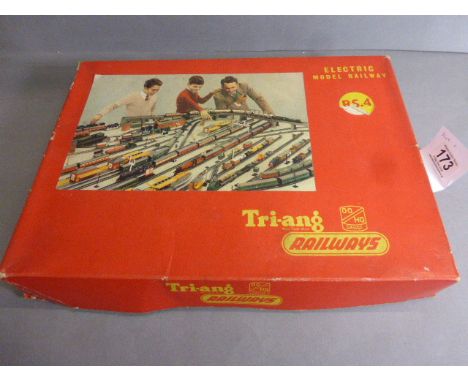 ELECTRIC
MODEL RAILWAY
RS.4
173
Tri-ang
OO
HO
RAILWAYS
Tri-ang
RAILWAYS